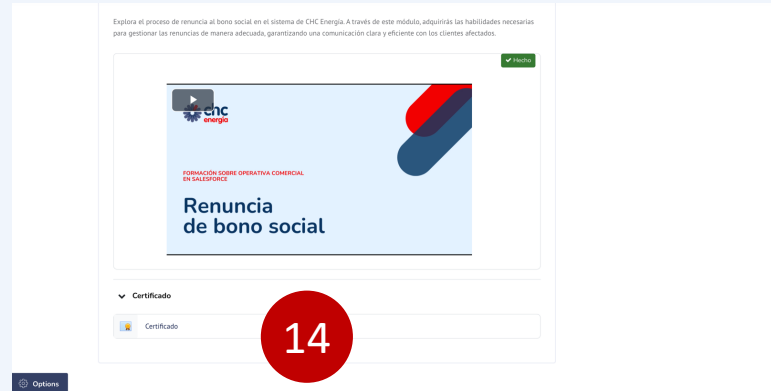 Explora el proceso de renuncia al bono social en el sistema de CHC Energía. A través de este módulo, adquirirás las habilidades necesarias
para gestionar las renuncias de manera adecuada, garantizando una comunicación clara y eficiente con los clientes afectados.
Hecho
chc
energía
FORMACIÓN SOBRE OPERATIVA COMERCIAL
EN SALESFORCE
Renuncia
de bono social
Certificado
Certificado
14
Options